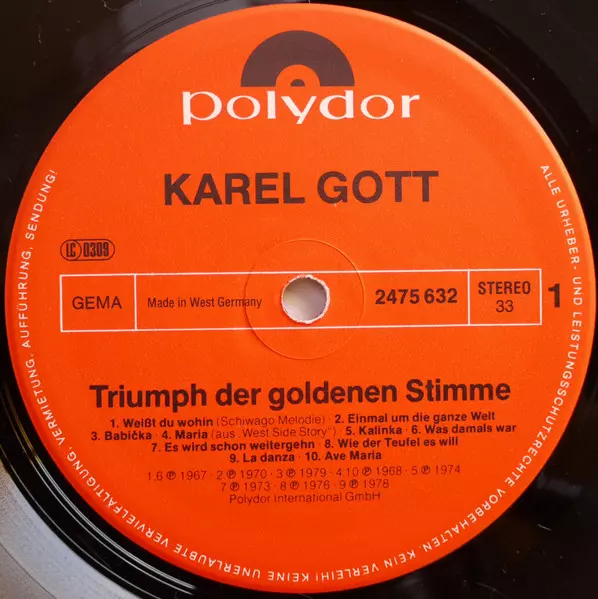 polydor
KAREL GOTT
LC 0309
GEMA
Made in West Germany
2475 632
STEREO
33
1
Triumph der goldenen Stimme
1. Weißt du wohin (Schiwago Melodie) · 2. Einmal um die ganze Welt
3. Babička · 4. Maria (aus „West Side Story") · 5. Kalinka · 6. Was damals war
7. Es wird schon weitergehn · 8. Wie der Teufel es will
9. La danza · 10. Ave Maria
1.6 ℗ 1967 · 2 ℗ 1970 · 3 ℗ 1979 · 4.10 ℗ 1968 · 5 ℗ 1974
7 ℗ 1973 · 8 ℗ 1976 · 9 ℗ 1978
Polydor International GmbH
ALLE URHEBER- UND LEISTUNGSSCHUTZRECHTE VORBEHALTEN. KEIN VERLEIH! KEINE UNERLAUBTE VERVIELFÄLTIGUNG, VERMIETUNG, AUFFÜHRUNG, SENDUNG!